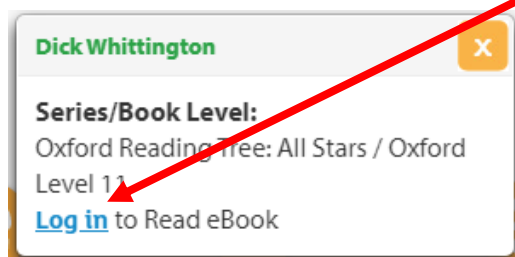 Dick Whittington
x
Series/Book Level:
Oxford Reading Tree: All Stars / Oxford
Level 11
Log in to Read eBook